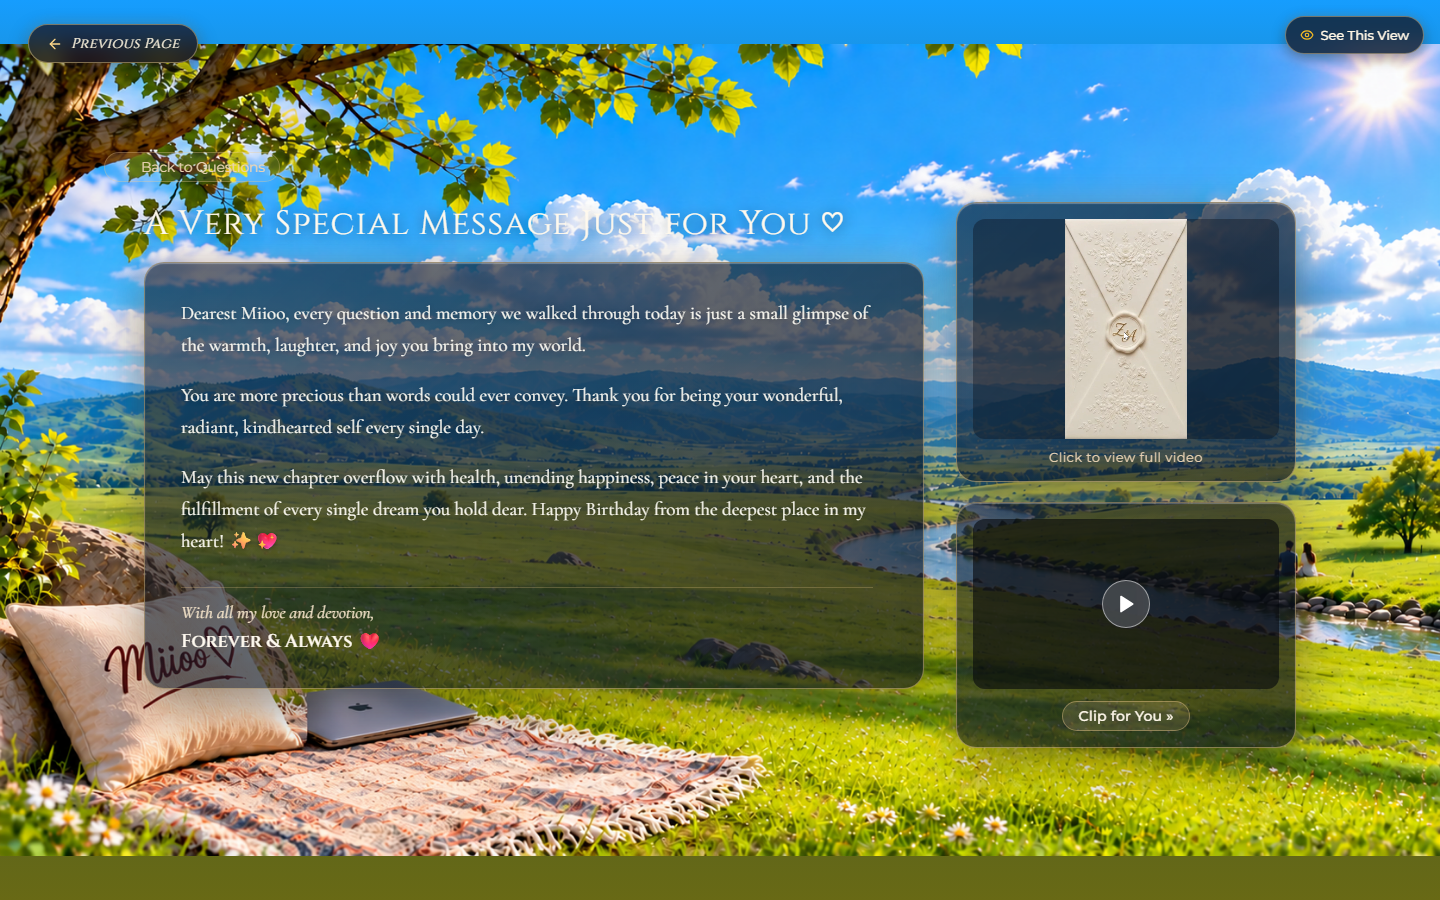 ← Previous Page
See This View
Back to Questions
A Very Special Message Just for You ♡
Dearest Miioo, every question and memory we walked through today is just a small glimpse of
the warmth, laughter, and joy you bring into my world.
You are more precious than words could ever convey. Thank you for being your wonderful,
radiant, kindhearted self every single day.
May this new chapter overflow with health, unending happiness, peace in your heart, and the
fulfillment of every single dream you hold dear. Happy Birthday from the deepest place in my
heart! ✨ 💖
With all my love and devotion,
Forever & Always ❤️
Miioo♡
ZA
Click to view full video
Clip for You »